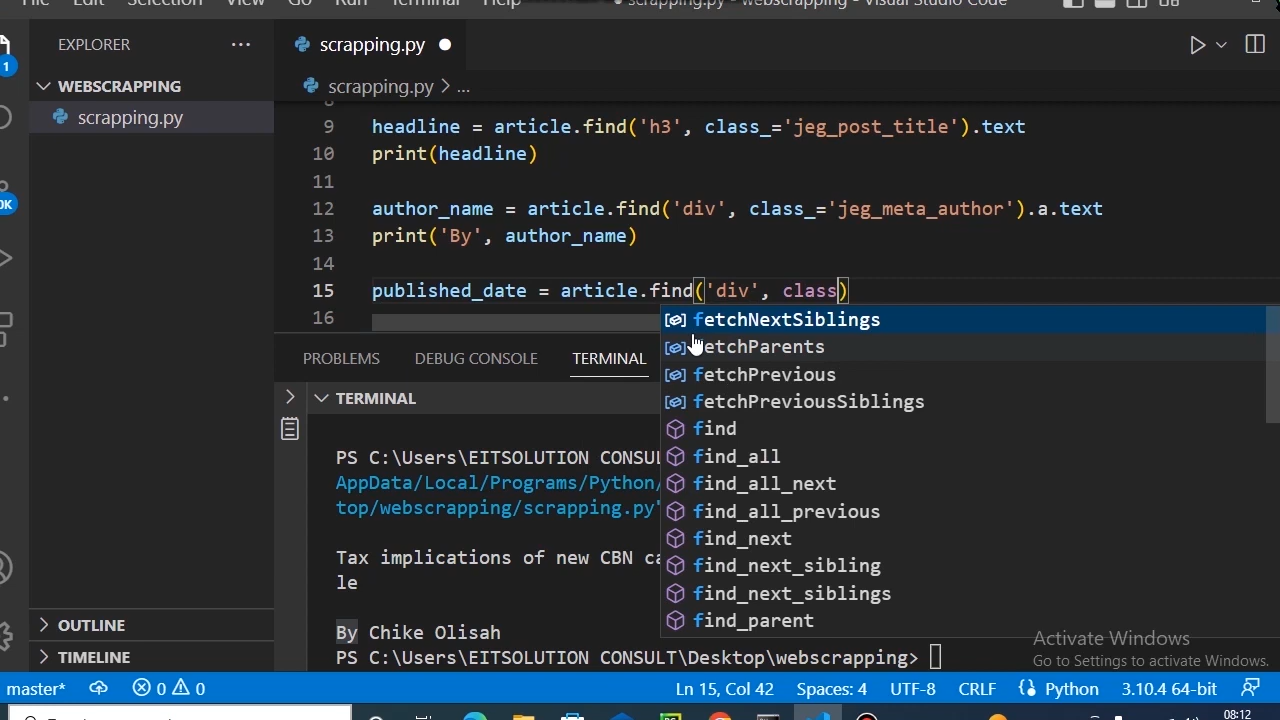 File Edit Selection View Go Run Terminal Help scrapping.py - webscrapping - Visual Studio Code
EXPLORER ...
scrapping.py
1
WEBSCRAPPING
scrapping.py > ...
scrapping.py
8
9 headline = article.find('h3', class_='jeg_post_title').text
10 print(headline)
11
12 author_name = article.find('div', class_='jeg_meta_author').a.text
13 print('By', author_name)
14
15 published_date = article.find('div', class)
16
fetchNextSiblings
fetchParents
fetchPrevious
fetchPreviousSiblings
find
find_all
find_all_next
find_all_previous
find_next
find_next_sibling
find_next_siblings
find_parent
PROBLEMS DEBUG CONSOLE TERMINAL
TERMINAL
PS C:\Users\EITSOLUTION CONSUL
AppData/Local/Programs/Python/
top/webscrapping/scrapping.py"
Tax implications of new CBN ca
le
By Chike Olisah
PS C:\Users\EITSOLUTION CONSULT\Desktop\webscrapping>
OUTLINE
TIMELINE
Activate Windows
Go to Settings to activate Windows.
master* 0 0 Ln 15, Col 42 Spaces: 4 UTF-8 CRLF Python 3.10.4 64-bit
08:12